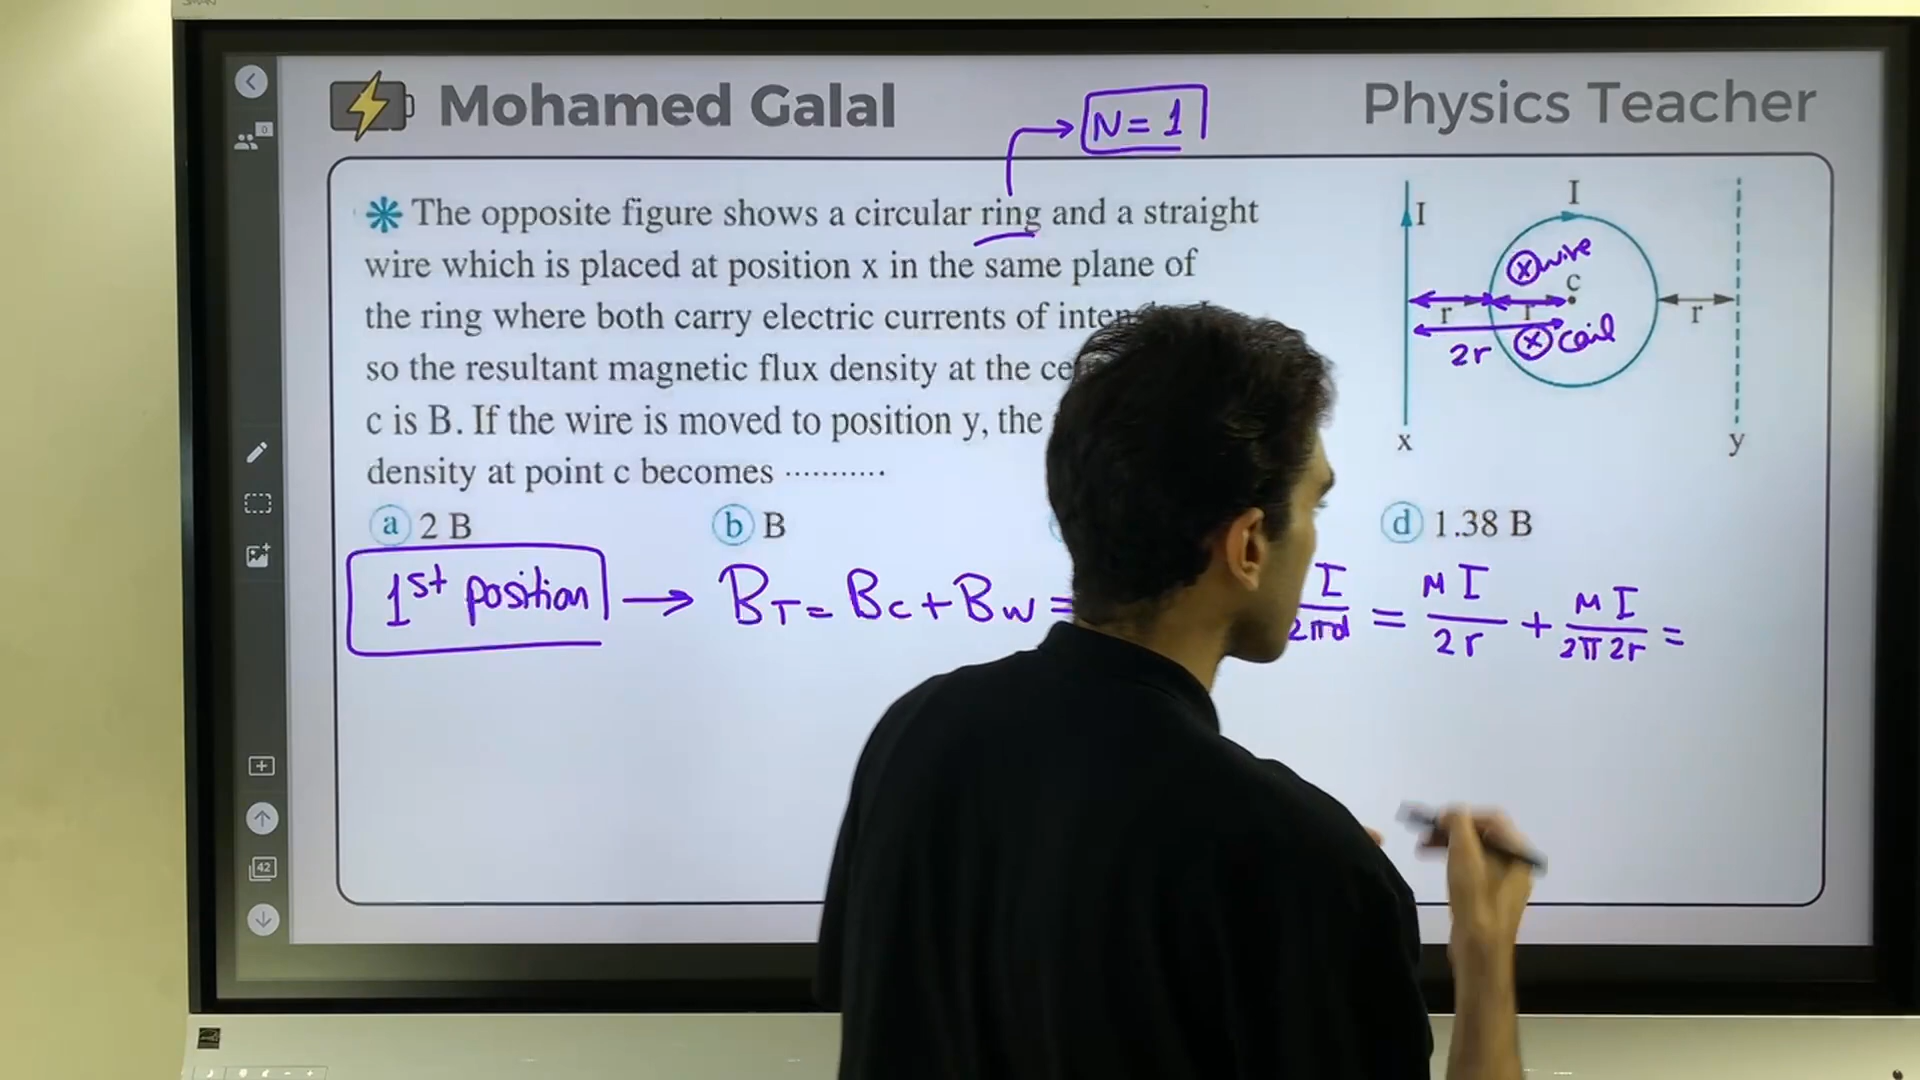 Mohamed Galal
Physics Teacher
N = 1
The opposite figure shows a circular ring and a straight
wire which is placed at position x in the same plane of
the ring where both carry electric currents of
so the resultant magnetic flux density at the
c is B. If the wire is moved to position y, the
density at point c becomes ...........
a 2 B
b B
d 1.38 B
I
I
wire
c
r
r
r
2r
coil
x
y
1st position → BT = BC + BW =
I
2πd
= μI / 2r + μI / 2π2r =
0
42